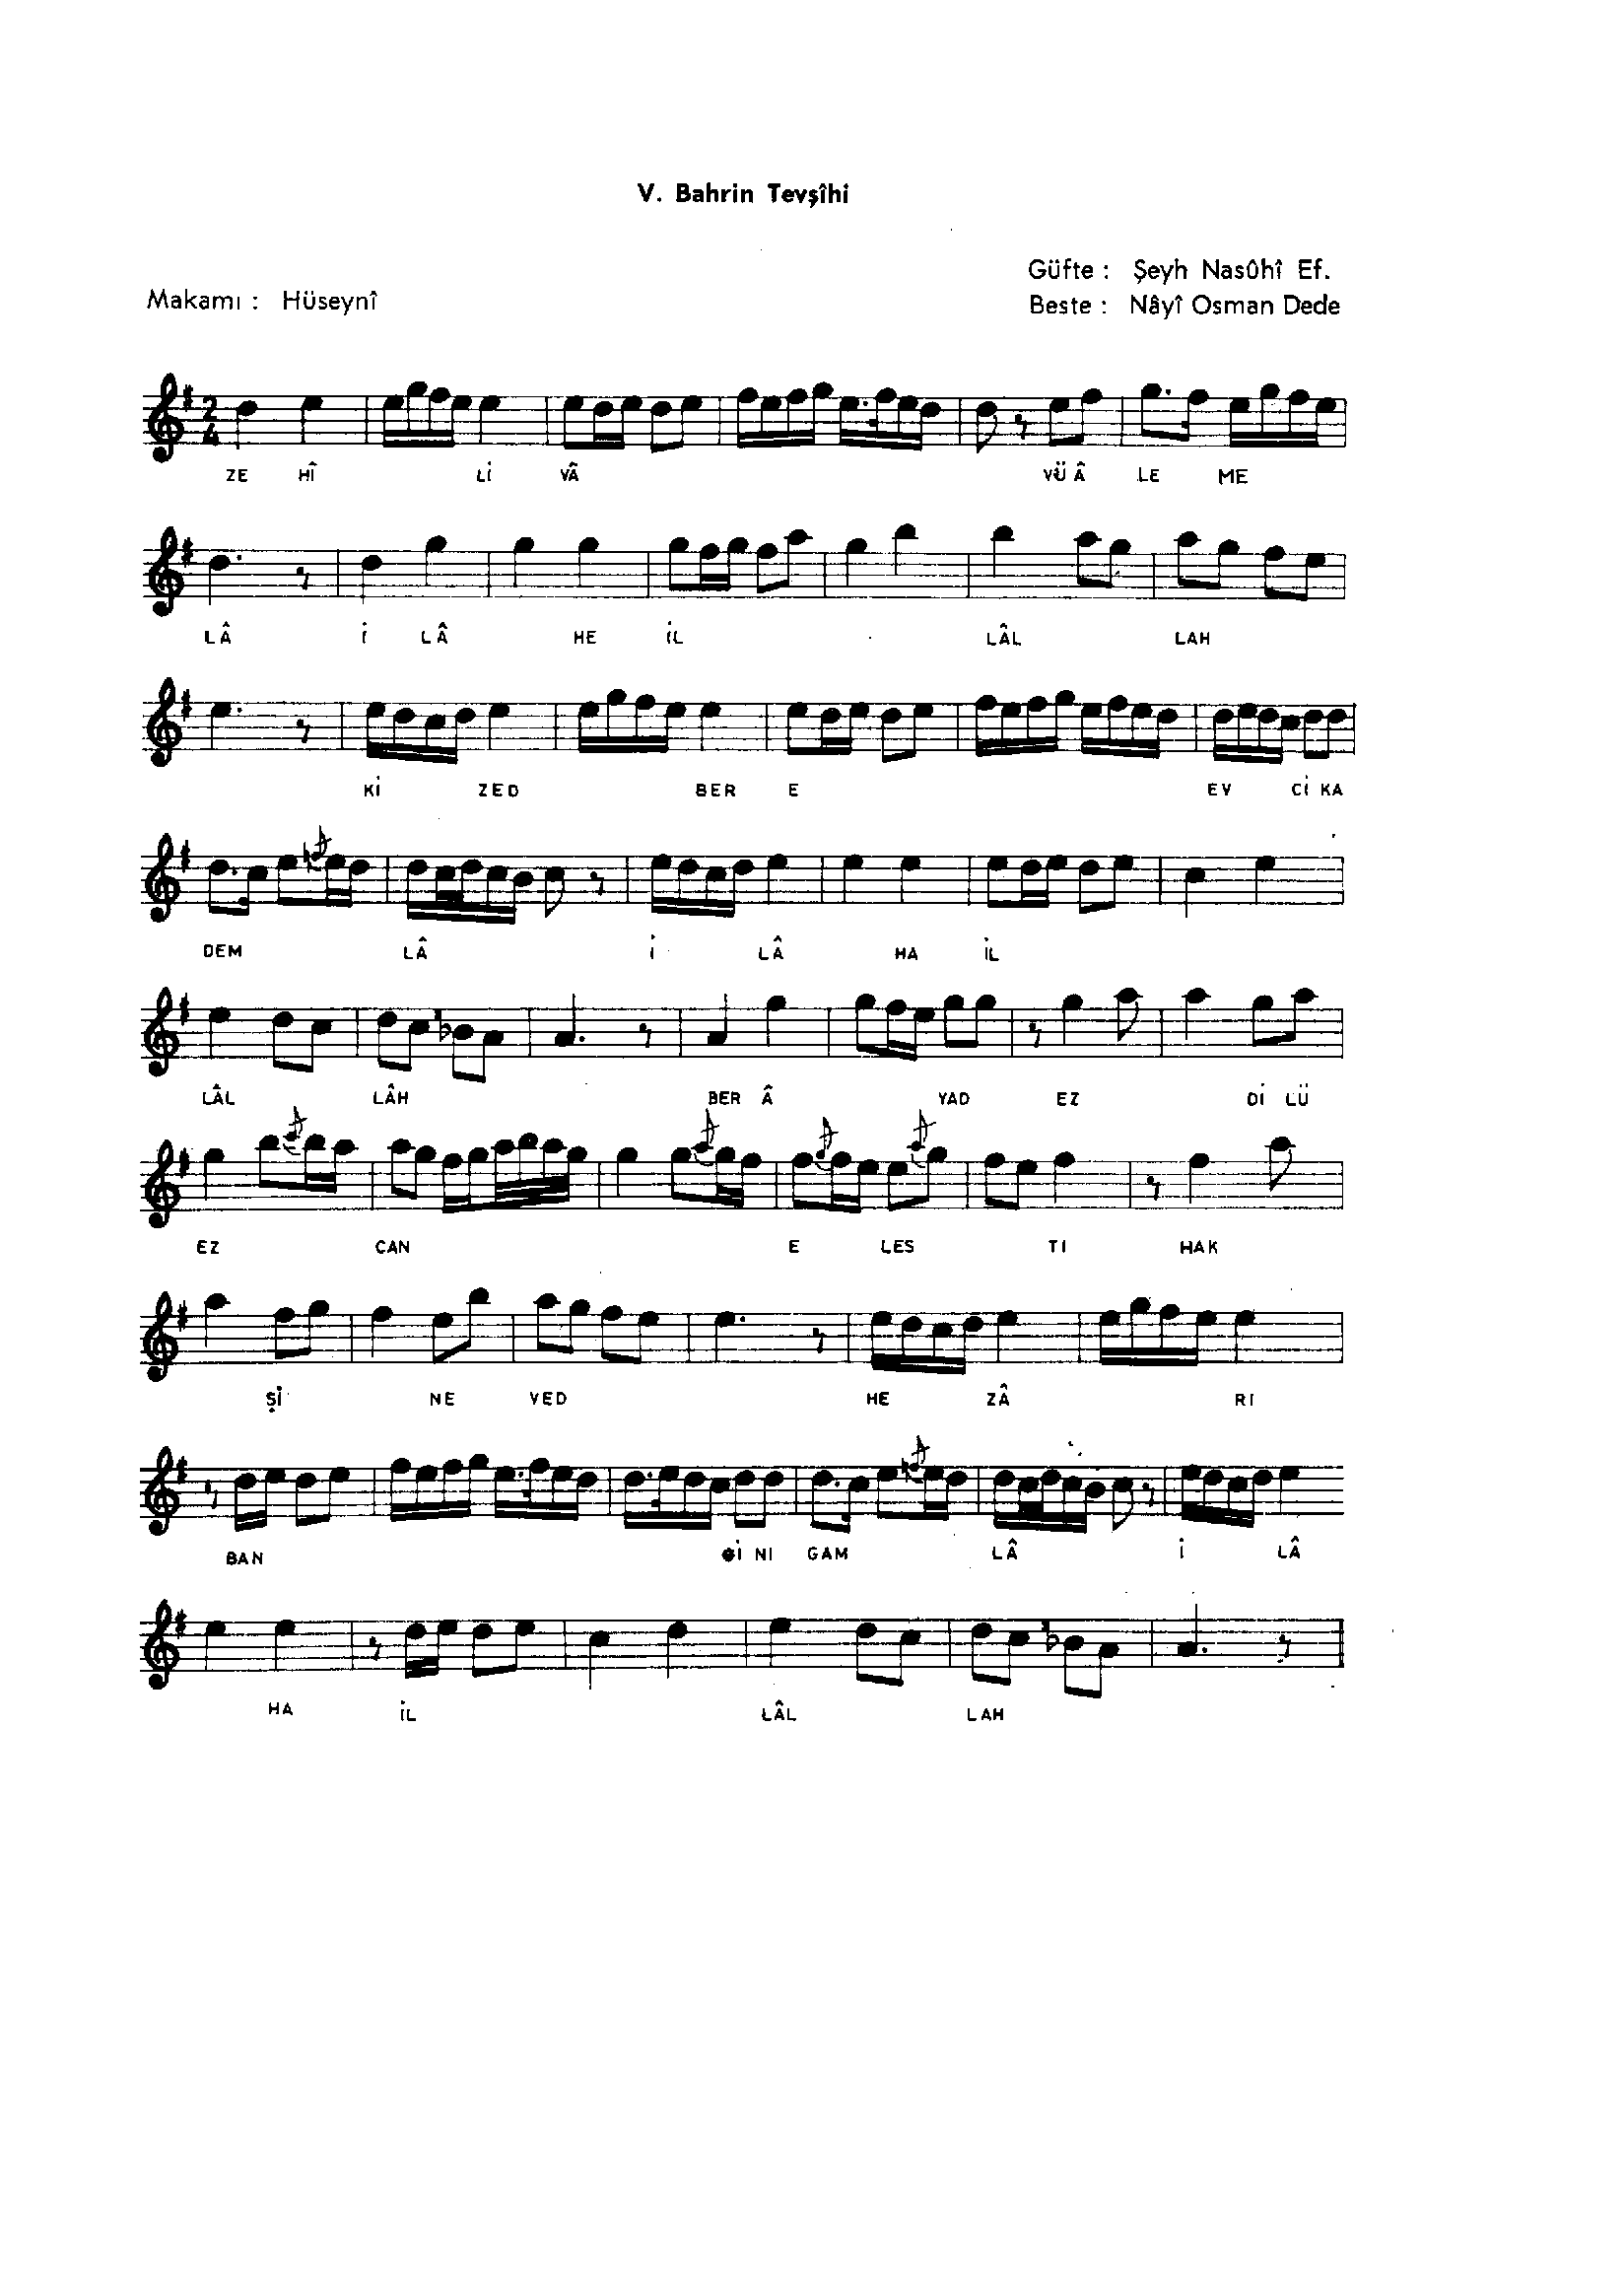 V. Bahrin Tevşîhi
Güfte : Şeyh Nasûhî Ef.
Makamı : Hüseynî
Beste : Nâyî Osman Dede
2
4
ZE HÎ Lİ VÂ VÜ Â LE ME
LÂ İ LÂ HE İL LÂL LAH
Kİ ZED BER E EV Cİ KA
DEM LÂ İ LÂ HA İL
LÂL LÂH BER Â YAD EZ Dİ LÜ
EZ CAN E LES TI HAK
Şİ NE VED HE ZÂ RI
BAN NI GAM LÂ İ LÂ
HA İL LÂL LAH